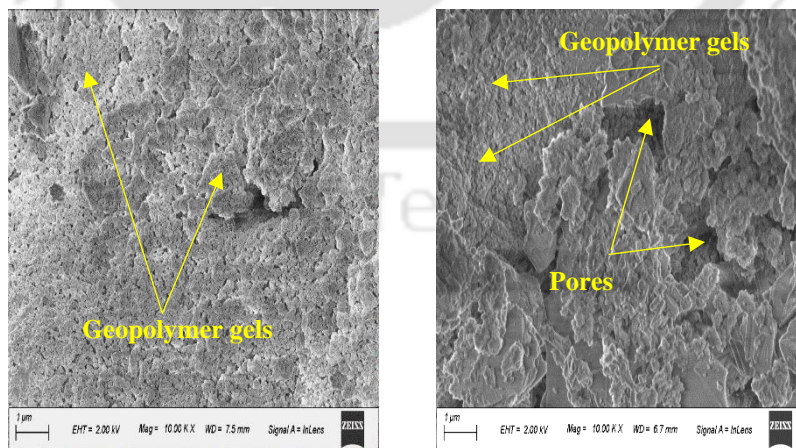 Geopolymer gels
1 µm
EHT = 2.00 kV Mag = 10.00 K X WD = 7.5 mm Signal A = InLens ZEISS
Geopolymer gels
Pores
1 µm
EHT = 2.00 kV Mag = 10.00 K X WD = 6.7 mm Signal A = InLens ZEISS